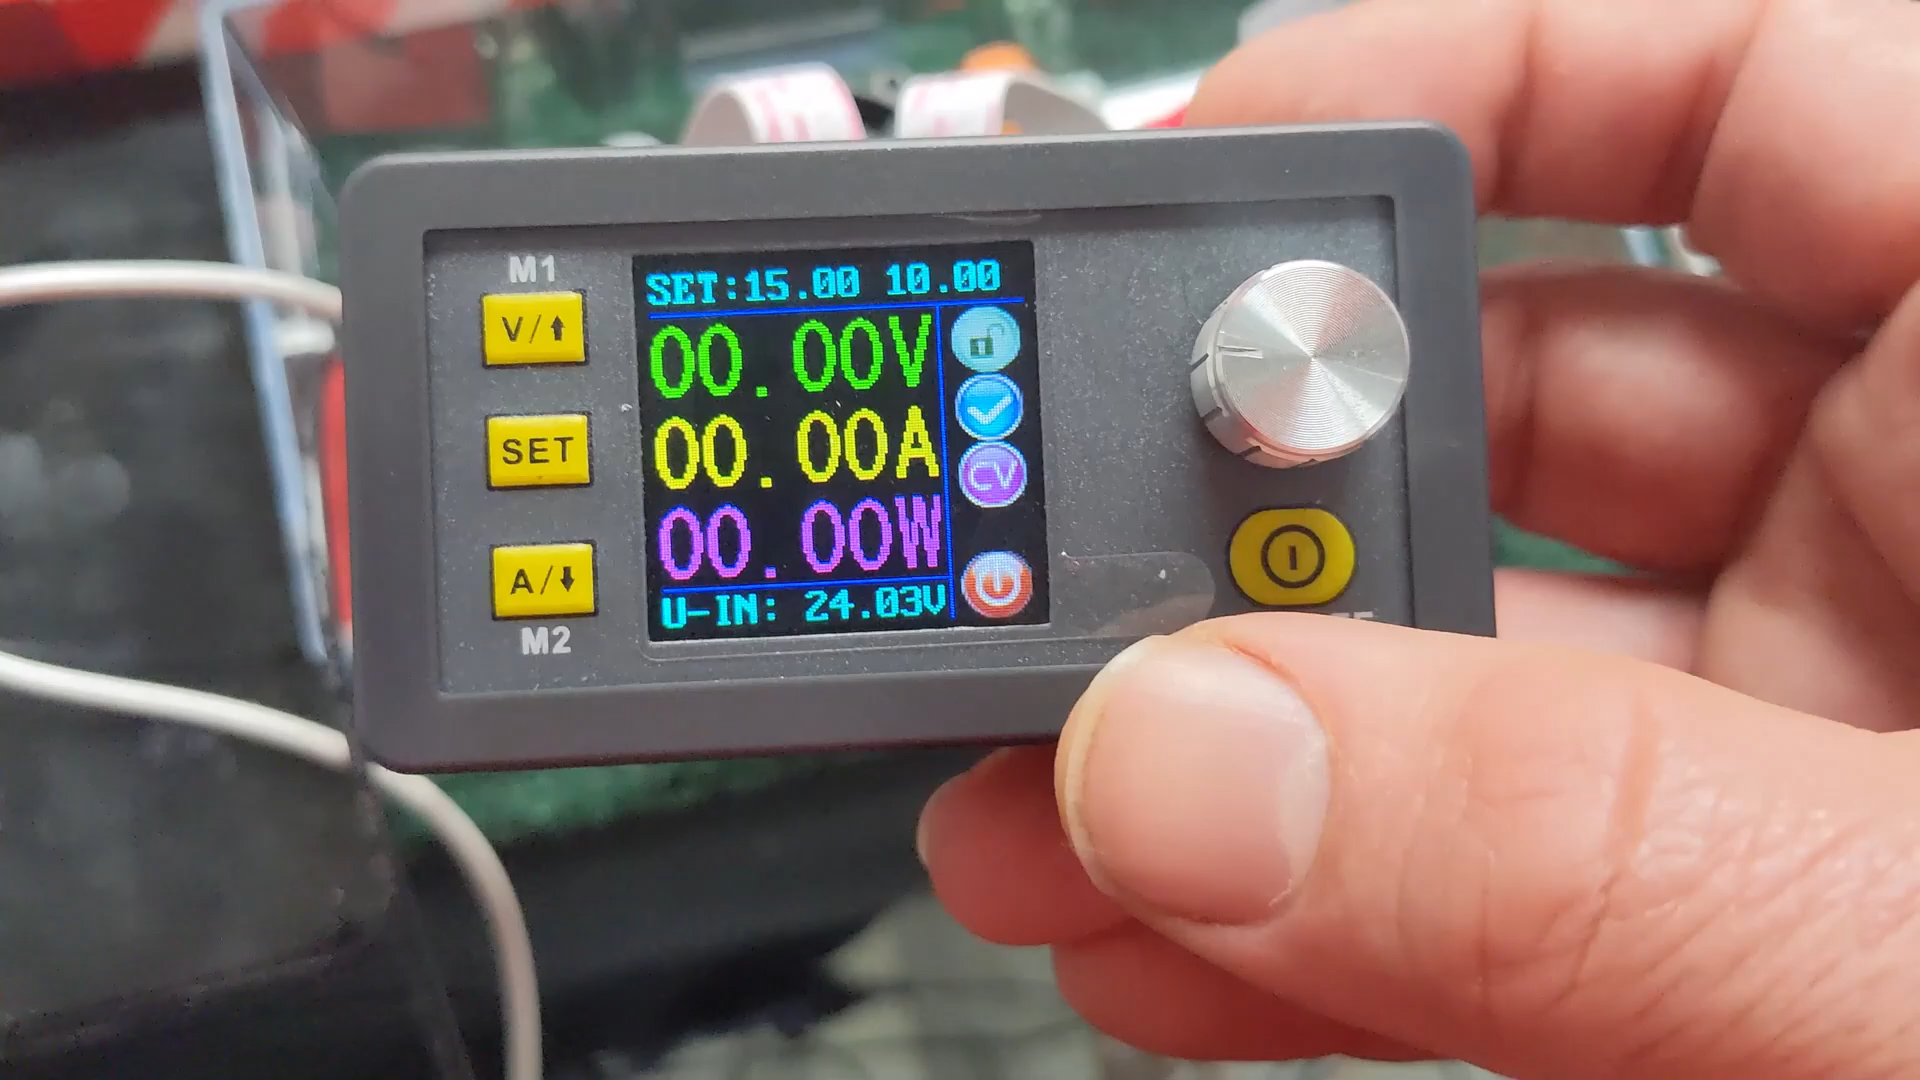 M1
V/⬆
SET
A/⬇
M2
SET:15.00 10.00
00.00V
00.00A
00.00W
U-IN: 24.03V
CV